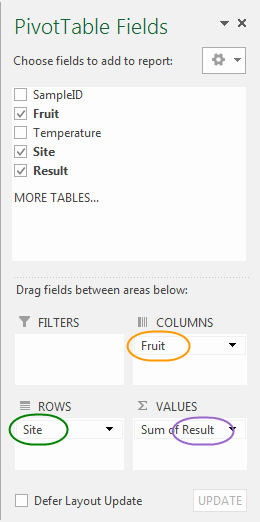 PivotTable Fields
Choose fields to add to report:
SampleID
Fruit
Temperature
Site
Result
MORE TABLES...
Drag fields between areas below:
FILTERS
COLUMNS
Fruit
ROWS
Σ VALUES
Site
Sum of Result
Defer Layout Update
UPDATE